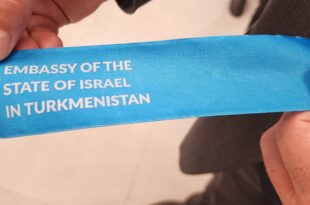 EMBASSY OF THE
STATE OF ISRAEL
IN TURKMENISTAN